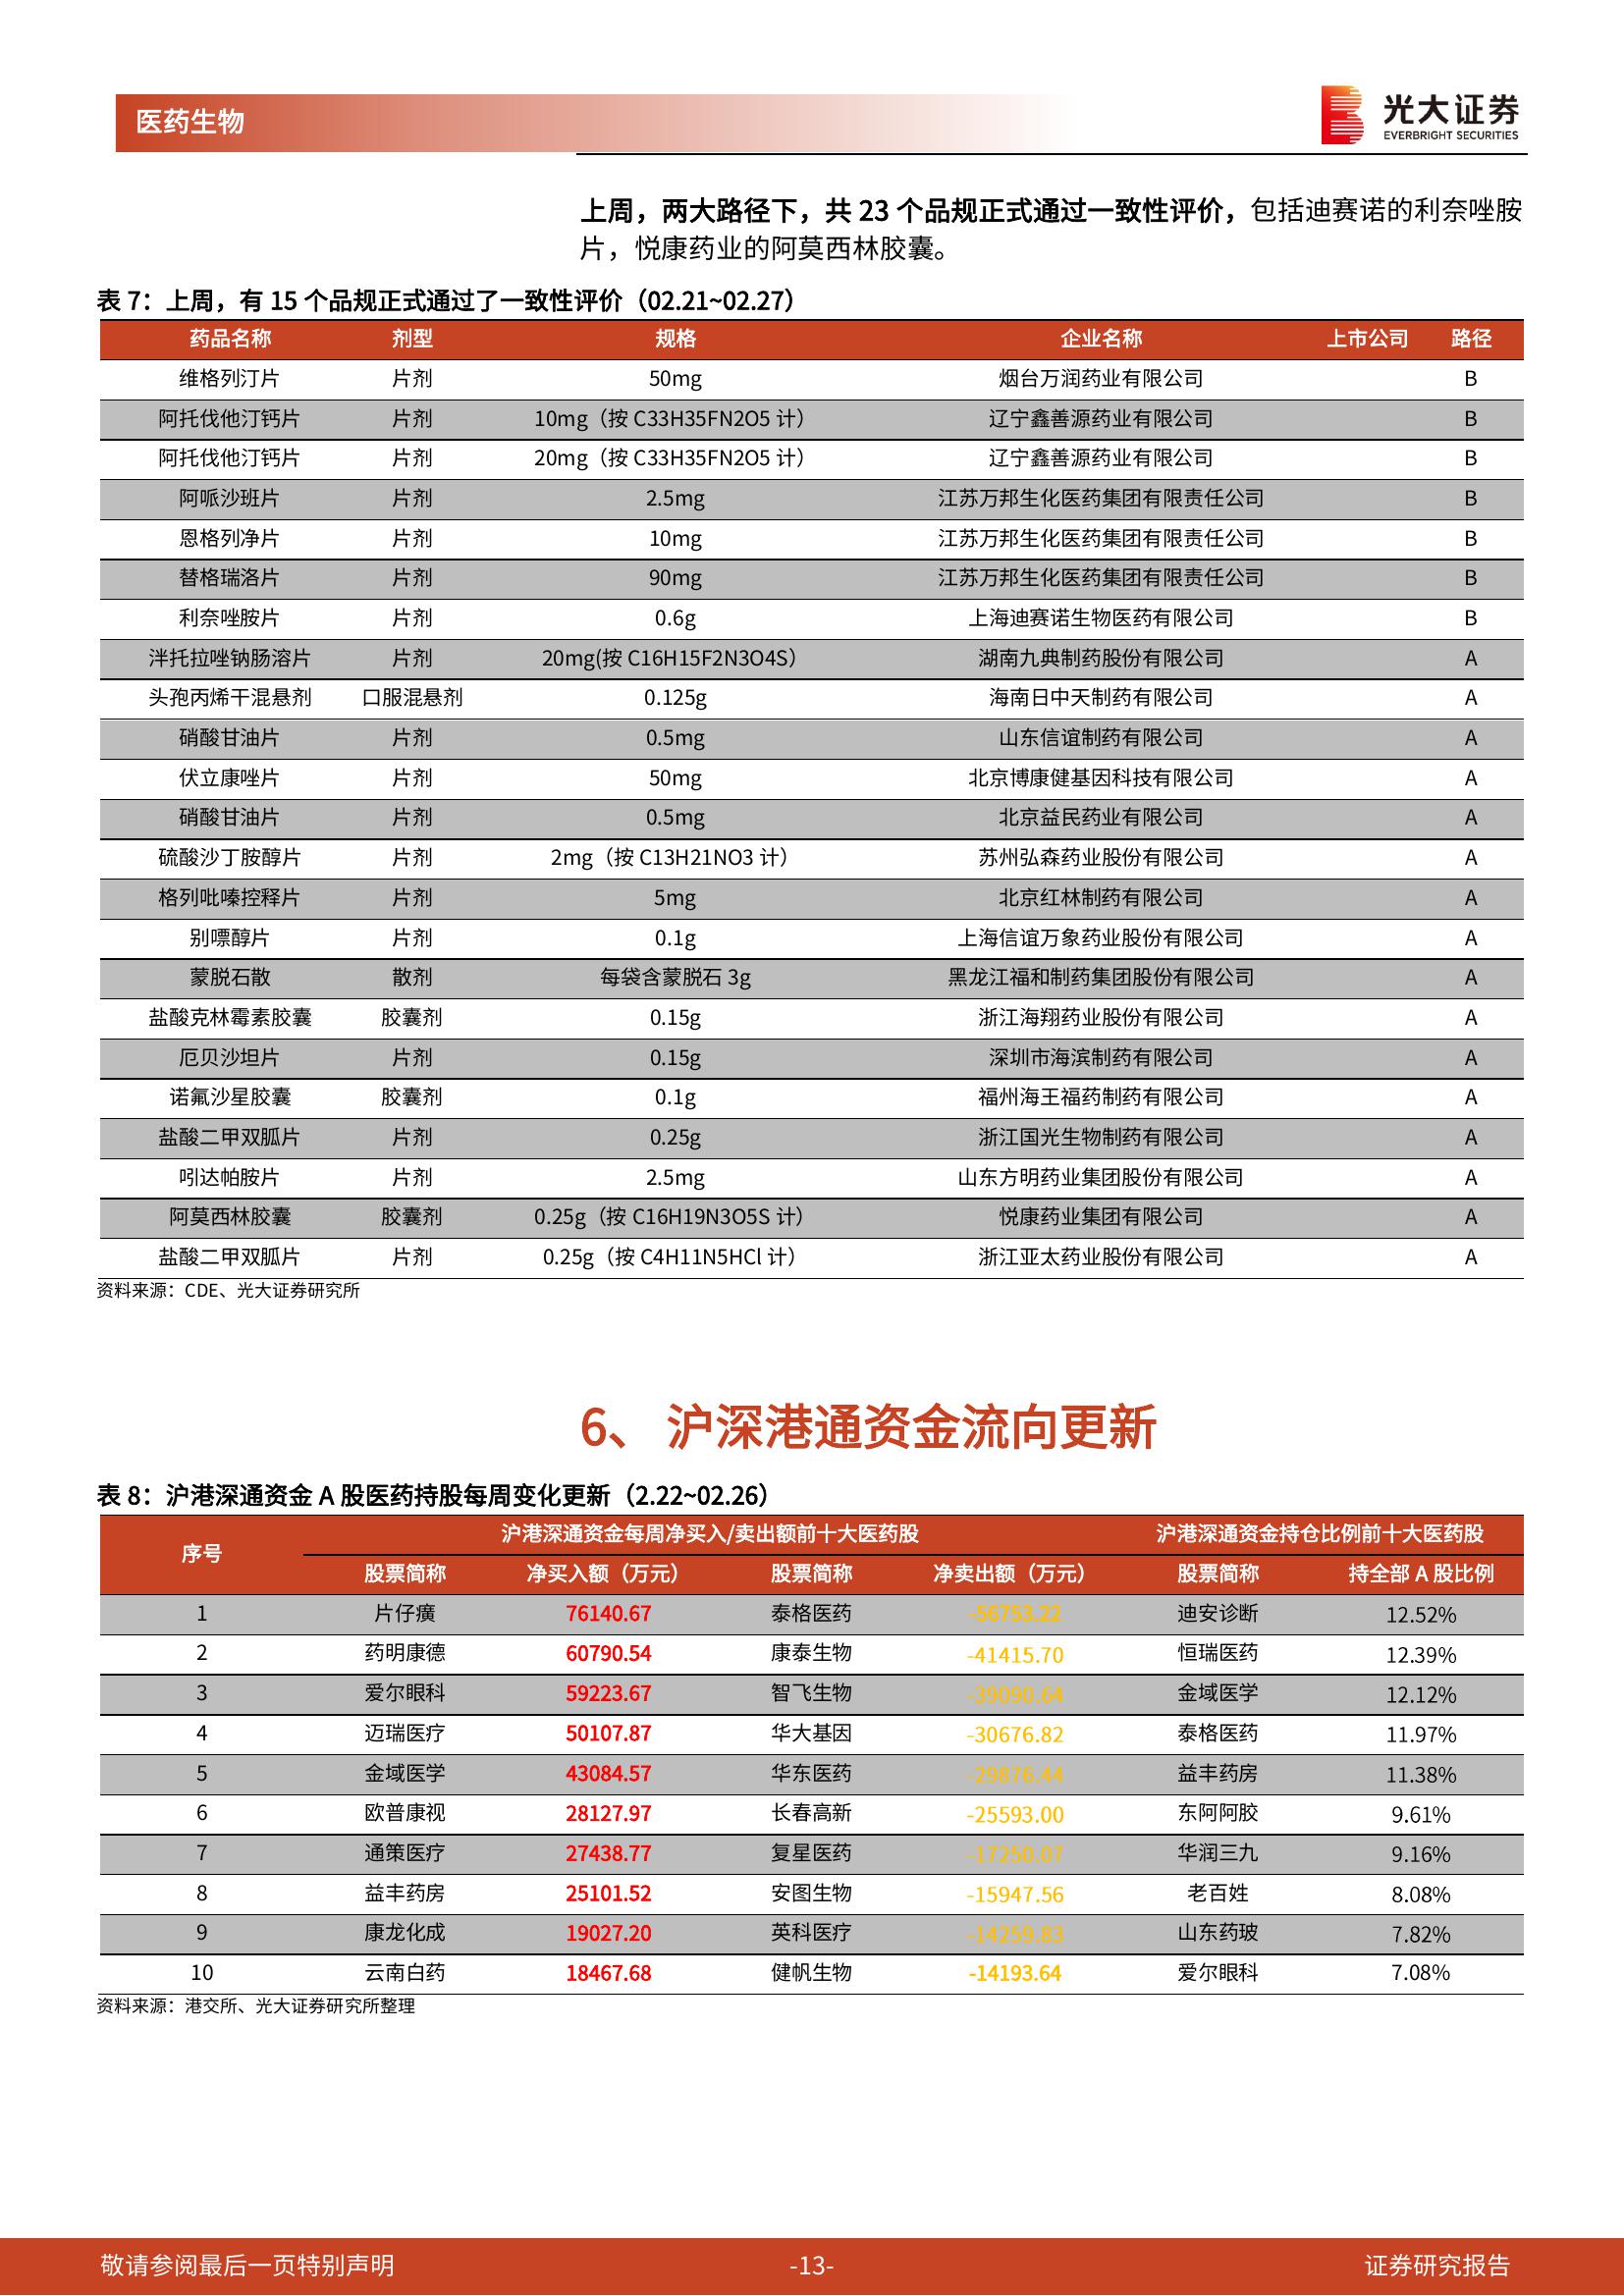 医药生物
光大证券
EVERBRIGHT SECURITIES
上周，两大路径下，共 23 个品规正式通过一致性评价，包括迪赛诺的利奈唑胺
片，悦康药业的阿莫西林胶囊。
表 7：上周，有 15 个品规正式通过了一致性评价（02.21~02.27）
药品名称 剂型 规格 企业名称 上市公司 路径
维格列汀片 片剂 50mg 烟台万润药业有限公司 B
阿托伐他汀钙片 片剂 10mg（按 C33H35FN2O5 计） 辽宁鑫善源药业有限公司 B
阿托伐他汀钙片 片剂 20mg（按 C33H35FN2O5 计） 辽宁鑫善源药业有限公司 B
阿哌沙班片 片剂 2.5mg 江苏万邦生化医药集团有限责任公司 B
恩格列净片 片剂 10mg 江苏万邦生化医药集团有限责任公司 B
替格瑞洛片 片剂 90mg 江苏万邦生化医药集团有限责任公司 B
利奈唑胺片 片剂 0.6g 上海迪赛诺生物医药有限公司 B
泮托拉唑钠肠溶片 片剂 20mg(按 C16H15F2N3O4S） 湖南九典制药股份有限公司 A
头孢丙烯干混悬剂 口服混悬剂 0.125g 海南日中天制药有限公司 A
硝酸甘油片 片剂 0.5mg 山东信谊制药有限公司 A
伏立康唑片 片剂 50mg 北京博康健基因科技有限公司 A
硝酸甘油片 片剂 0.5mg 北京益民药业有限公司 A
硫酸沙丁胺醇片 片剂 2mg（按 C13H21NO3 计） 苏州弘森药业股份有限公司 A
格列吡嗪控释片 片剂 5mg 北京红林制药有限公司 A
别嘌醇片 片剂 0.1g 上海信谊万象药业股份有限公司 A
蒙脱石散 散剂 每袋含蒙脱石 3g 黑龙江福和制药集团股份有限公司 A
盐酸克林霉素胶囊 胶囊剂 0.15g 浙江海翔药业股份有限公司 A
厄贝沙坦片 片剂 0.15g 深圳市海滨制药有限公司 A
诺氟沙星胶囊 胶囊剂 0.1g 福州海王福药制药有限公司 A
盐酸二甲双胍片 片剂 0.25g 浙江国光生物制药有限公司 A
吲达帕胺片 片剂 2.5mg 山东方明药业集团股份有限公司 A
阿莫西林胶囊 胶囊剂 0.25g（按 C16H19N3O5S 计） 悦康药业集团有限公司 A
盐酸二甲双胍片 片剂 0.25g（按 C4H11N5HCl 计） 浙江亚太药业股份有限公司 A
资料来源：CDE、光大证券研究所
6、 沪深港通资金流向更新
表 8：沪港深通资金 A 股医药持股每周变化更新（2.22~02.26）
序号 沪港深通资金每周净买入/卖出额前十大医药股 沪港深通资金持仓比例前十大医药股
股票简称 净买入额（万元） 股票简称 净卖出额（万元） 股票简称 持全部 A 股比例
1 片仔癀 76140.67 泰格医药 -56753.22 迪安诊断 12.52%
2 药明康德 60790.54 康泰生物 -41415.70 恒瑞医药 12.39%
3 爱尔眼科 59223.67 智飞生物 -39090.64 金域医学 12.12%
4 迈瑞医疗 50107.87 华大基因 -30676.82 泰格医药 11.97%
5 金域医学 43084.57 华东医药 -29876.44 益丰药房 11.38%
6 欧普康视 28127.97 长春高新 -25593.00 东阿阿胶 9.61%
7 通策医疗 27438.77 复星医药 -17250.07 华润三九 9.16%
8 益丰药房 25101.52 安图生物 -15947.56 老百姓 8.08%
9 康龙化成 19027.20 英科医疗 -14259.83 山东药玻 7.82%
10 云南白药 18467.68 健帆生物 -14193.64 爱尔眼科 7.08%
资料来源：港交所、光大证券研究所整理
敬请参阅最后一页特别声明 -13- 证券研究报告